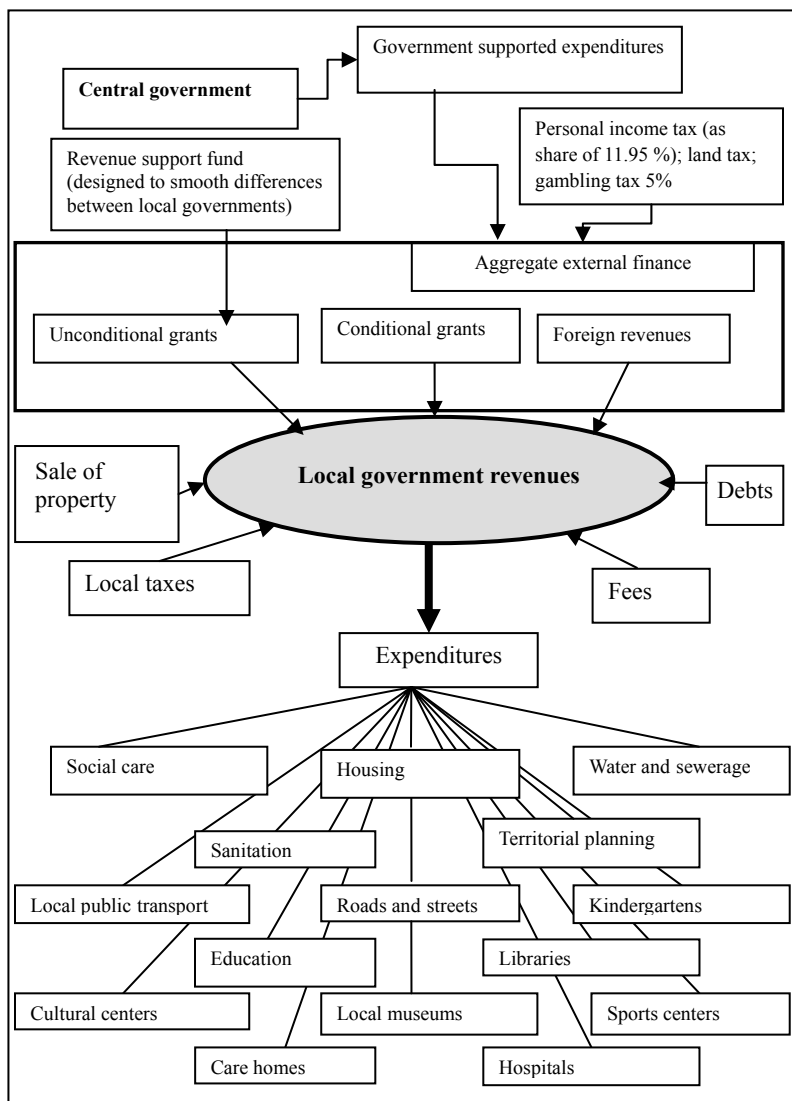 Government supported expenditures
Central government
Personal income tax (as
share of 11.95 %); land tax;
gambling tax 5%
Revenue support fund
(designed to smooth differences
between local governments)
Aggregate external finance
Unconditional grants
Conditional grants
Foreign revenues
Local government revenues
Sale of
property
Debts
Local taxes
Fees
Expenditures
Social care
Housing
Water and sewerage
Sanitation
Territorial planning
Local public transport
Roads and streets
Kindergartens
Education
Libraries
Cultural centers
Local museums
Sports centers
Care homes
Hospitals